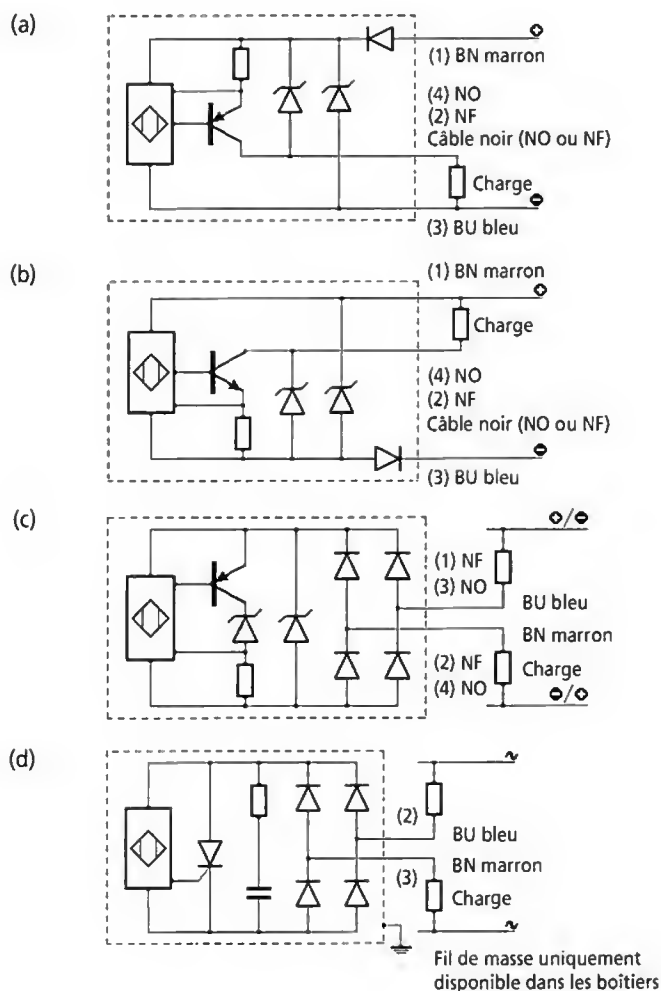 (a)
(1) BN marron
(4) NO
(2) NF
Câble noir (NO ou NF)
Charge
(3) BU bleu
(b)
(1) BN marron
Charge
(4) NO
(2) NF
Câble noir (NO ou NF)
(3) BU bleu
(c)
(1) NF
(3) NO
BU bleu
BN marron
(2) NF
(4) NO
Charge
(d)
(2)
BU bleu
BN marron
(3)
Charge
Fil de masse uniquement
disponible dans les boîtiers